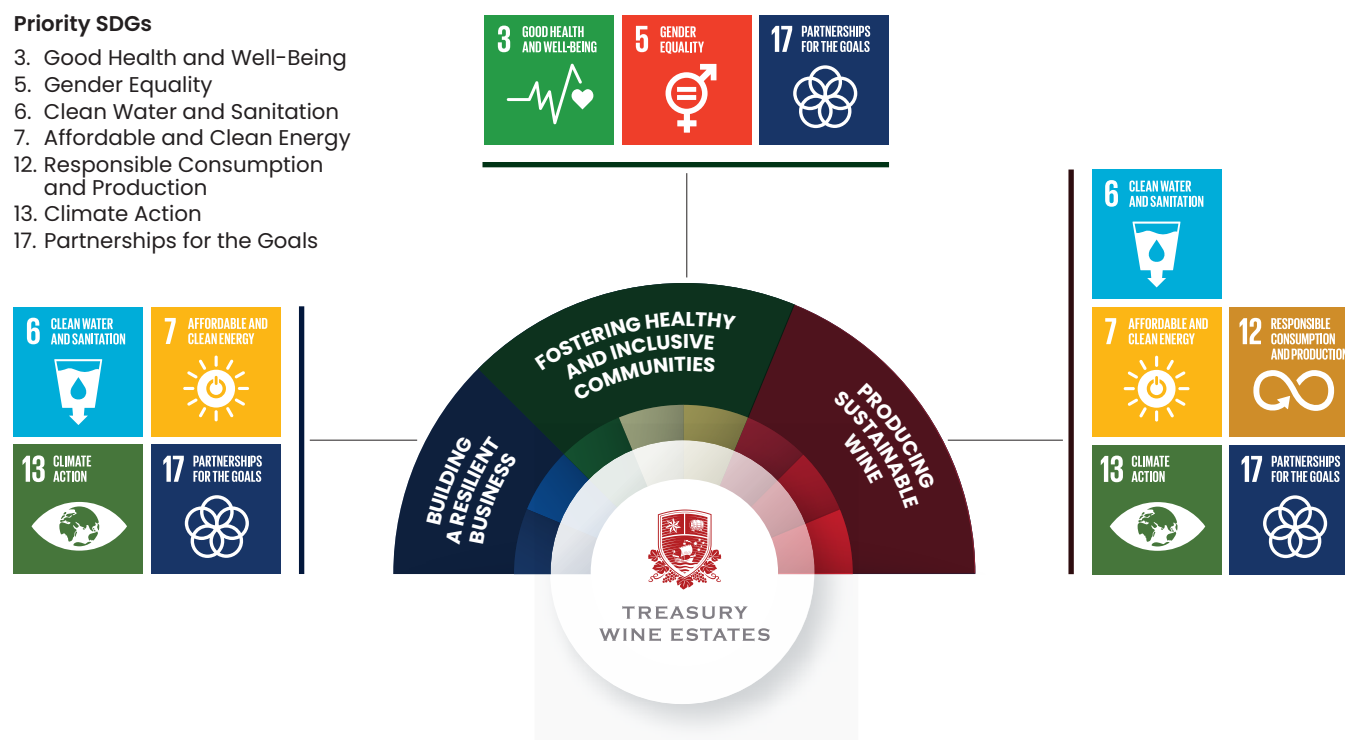 Priority SDGs
3. Good Health and Well-Being
5. Gender Equality
6. Clean Water and Sanitation
7. Affordable and Clean Energy
12. Responsible Consumption
and Production
13. Climate Action
17. Partnerships for the Goals
3 GOOD HEALTH
AND WELL-BEING
5 GENDER
EQUALITY
17 PARTNERSHIPS
FOR THE GOALS
6 CLEAN WATER
AND SANITATION
7 AFFORDABLE AND
CLEAN ENERGY
13 CLIMATE
ACTION
17 PARTNERSHIPS
FOR THE GOALS
BUILDING
A RESILIENT
BUSINESS
FOSTERING HEALTHY
AND INCLUSIVE
COMMUNITIES
PRODUCING
SUSTAINABLE
WINE
TREASURY
WINE ESTATES
6 CLEAN WATER
AND SANITATION
7 AFFORDABLE AND
CLEAN ENERGY
12 RESPONSIBLE
CONSUMPTION
AND PRODUCTION
13 CLIMATE
ACTION
17 PARTNERSHIPS
FOR THE GOALS